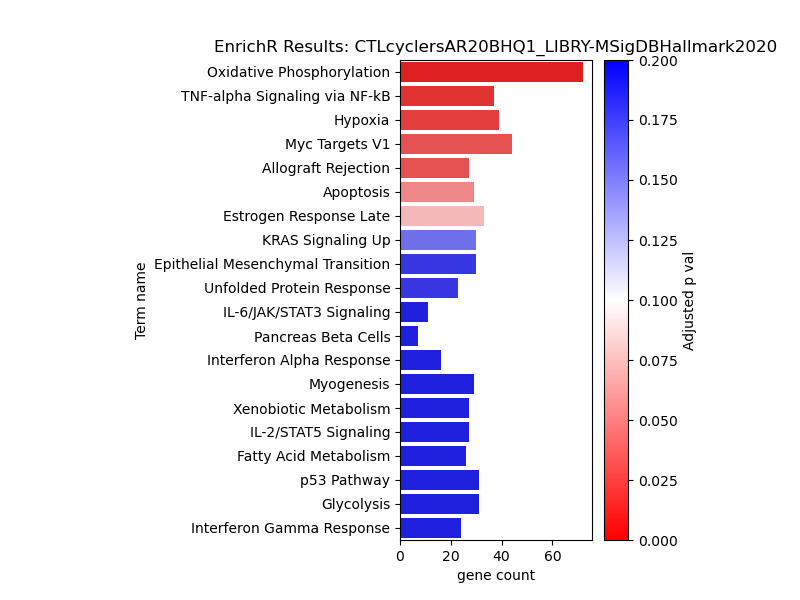 EnrichR Results: CTLcyclersAR20BHQ1_LIBRY-MSigDBHallmark2020
Oxidative Phosphorylation
TNF-alpha Signaling via NF-kB
Hypoxia
Myc Targets V1
Allograft Rejection
Apoptosis
Estrogen Response Late
KRAS Signaling Up
Epithelial Mesenchymal Transition
Unfolded Protein Response
IL-6/JAK/STAT3 Signaling
Pancreas Beta Cells
Interferon Alpha Response
Myogenesis
Xenobiotic Metabolism
IL-2/STAT5 Signaling
Fatty Acid Metabolism
p53 Pathway
Glycolysis
Interferon Gamma Response
Term name
0 20 40 60
gene count
0.200
0.175
0.150
0.125
0.100
0.075
0.050
0.025
0.000
Adjusted p val